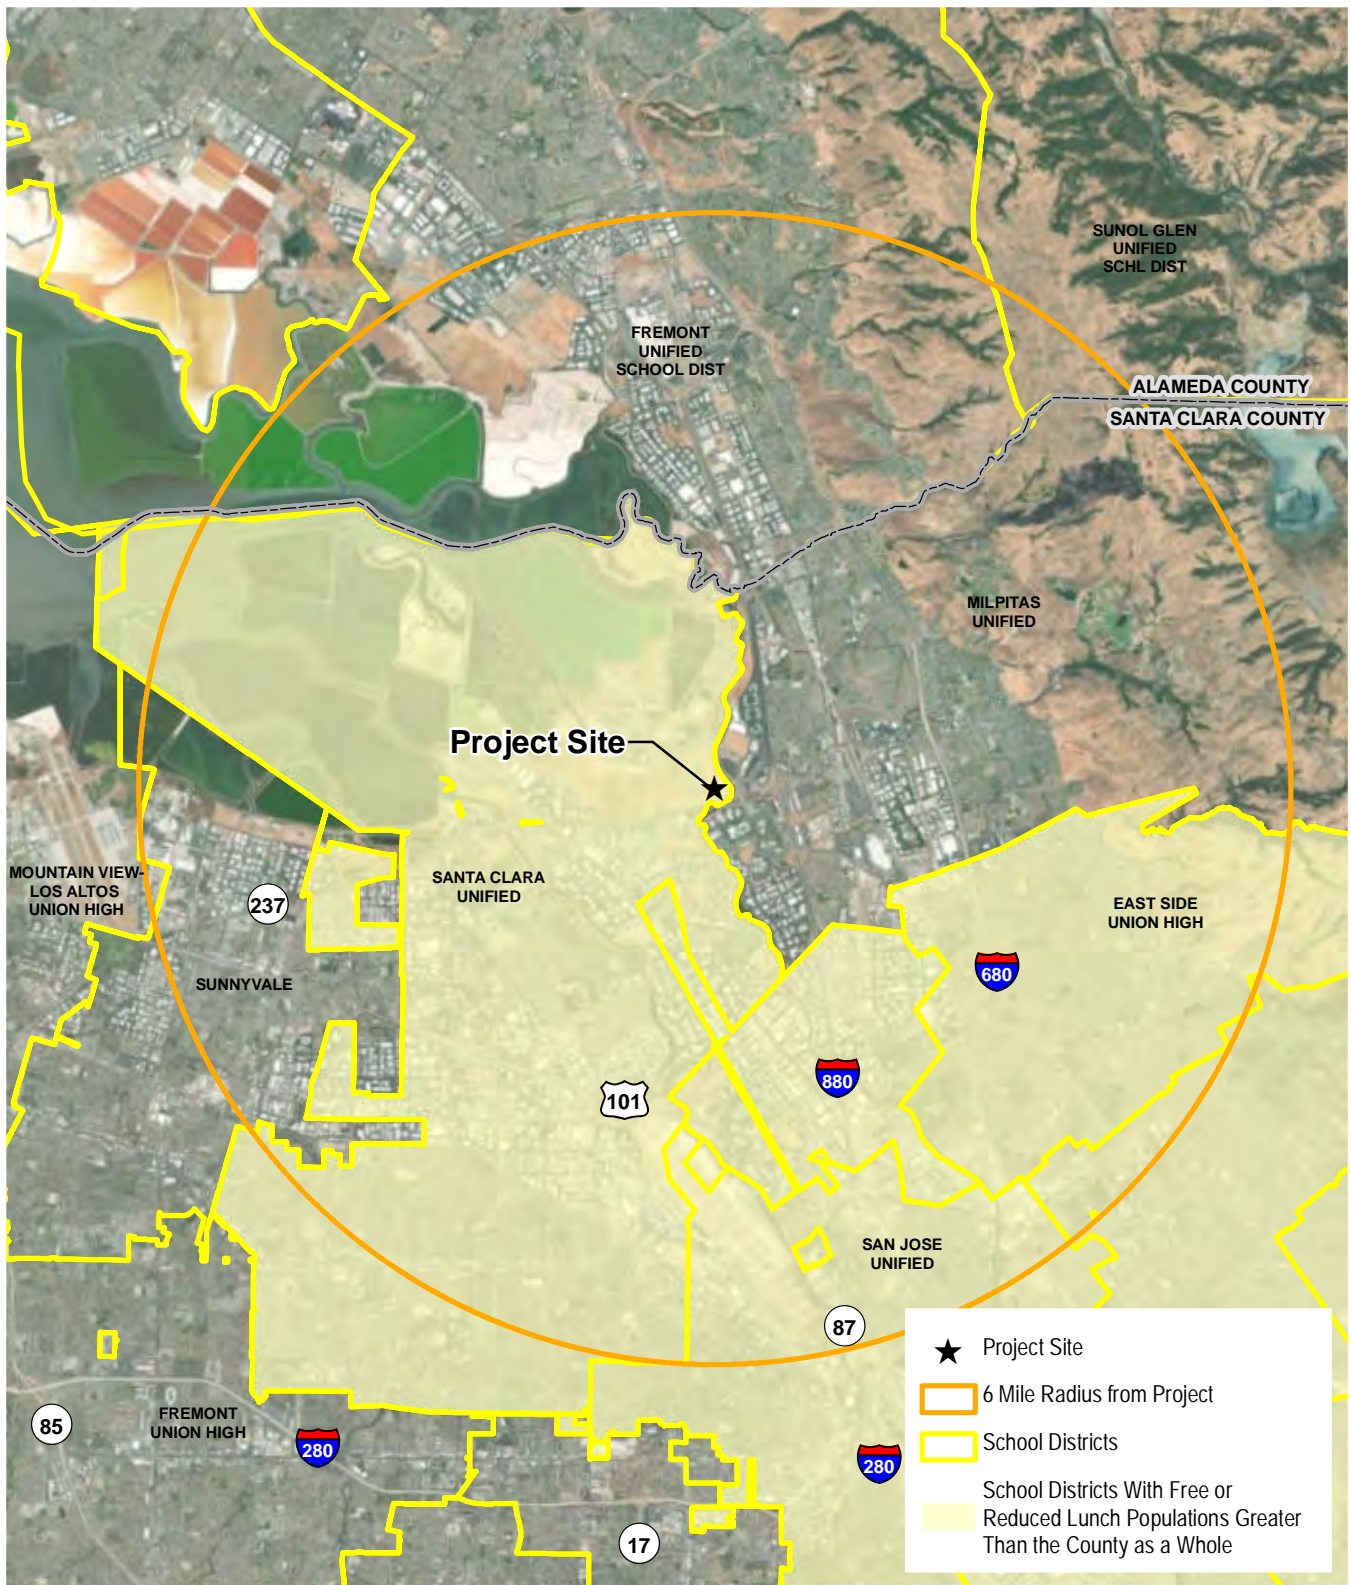 SUNOL GLEN
UNIFIED
SCHL DIST
FREMONT
UNIFIED
SCHOOL DIST
ALAMEDA COUNTY
SANTA CLARA COUNTY
MILPITAS
UNIFIED
Project Site
MOUNTAIN VIEW-
LOS ALTOS
UNION HIGH
237
SANTA CLARA
UNIFIED
EAST SIDE
UNION HIGH
680
SUNNYVALE
880
101
SAN JOSE
UNIFIED
87
85
FREMONT
UNION HIGH
280
280
17
Project Site
6 Mile Radius from Project
School Districts
School Districts With Free or
Reduced Lunch Populations Greater
Than the County as a Whole